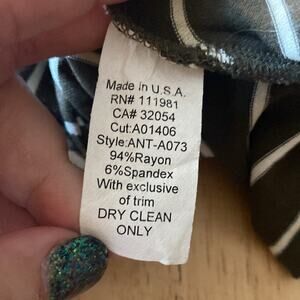 Made in U.S.A.
RN# 111981
CA# 32054
Cut:A01406
Style:ANT-A073
94%Rayon
6%Spandex
With exclusive
of trim
DRY CLEAN
ONLY